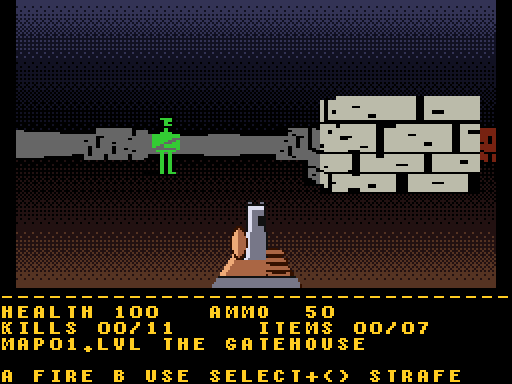 HEALTH 100 AMMO 50
KILLS 00/11 ITEMS 00/07
MAP01.LVL THE GATEHOUSE
A FIRE B USE SELECT+<> STRAFE